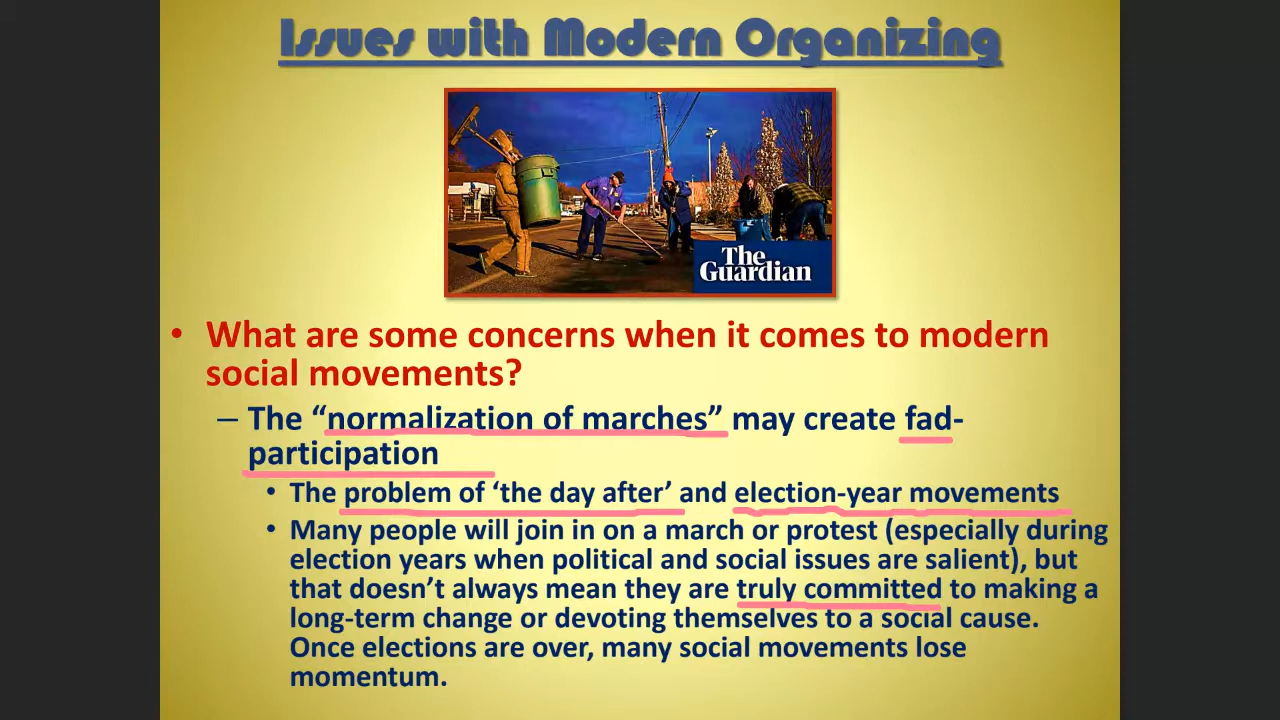 Issues with Modern Organizing
The
Guardian
• What are some concerns when it comes to modern
social movements?
– The “normalization of marches” may create fad-
participation
• The problem of ‘the day after’ and election-year movements
• Many people will join in on a march or protest (especially during
election years when political and social issues are salient), but
that doesn’t always mean they are truly committed to making a
long-term change or devoting themselves to a social cause.
Once elections are over, many social movements lose
momentum.